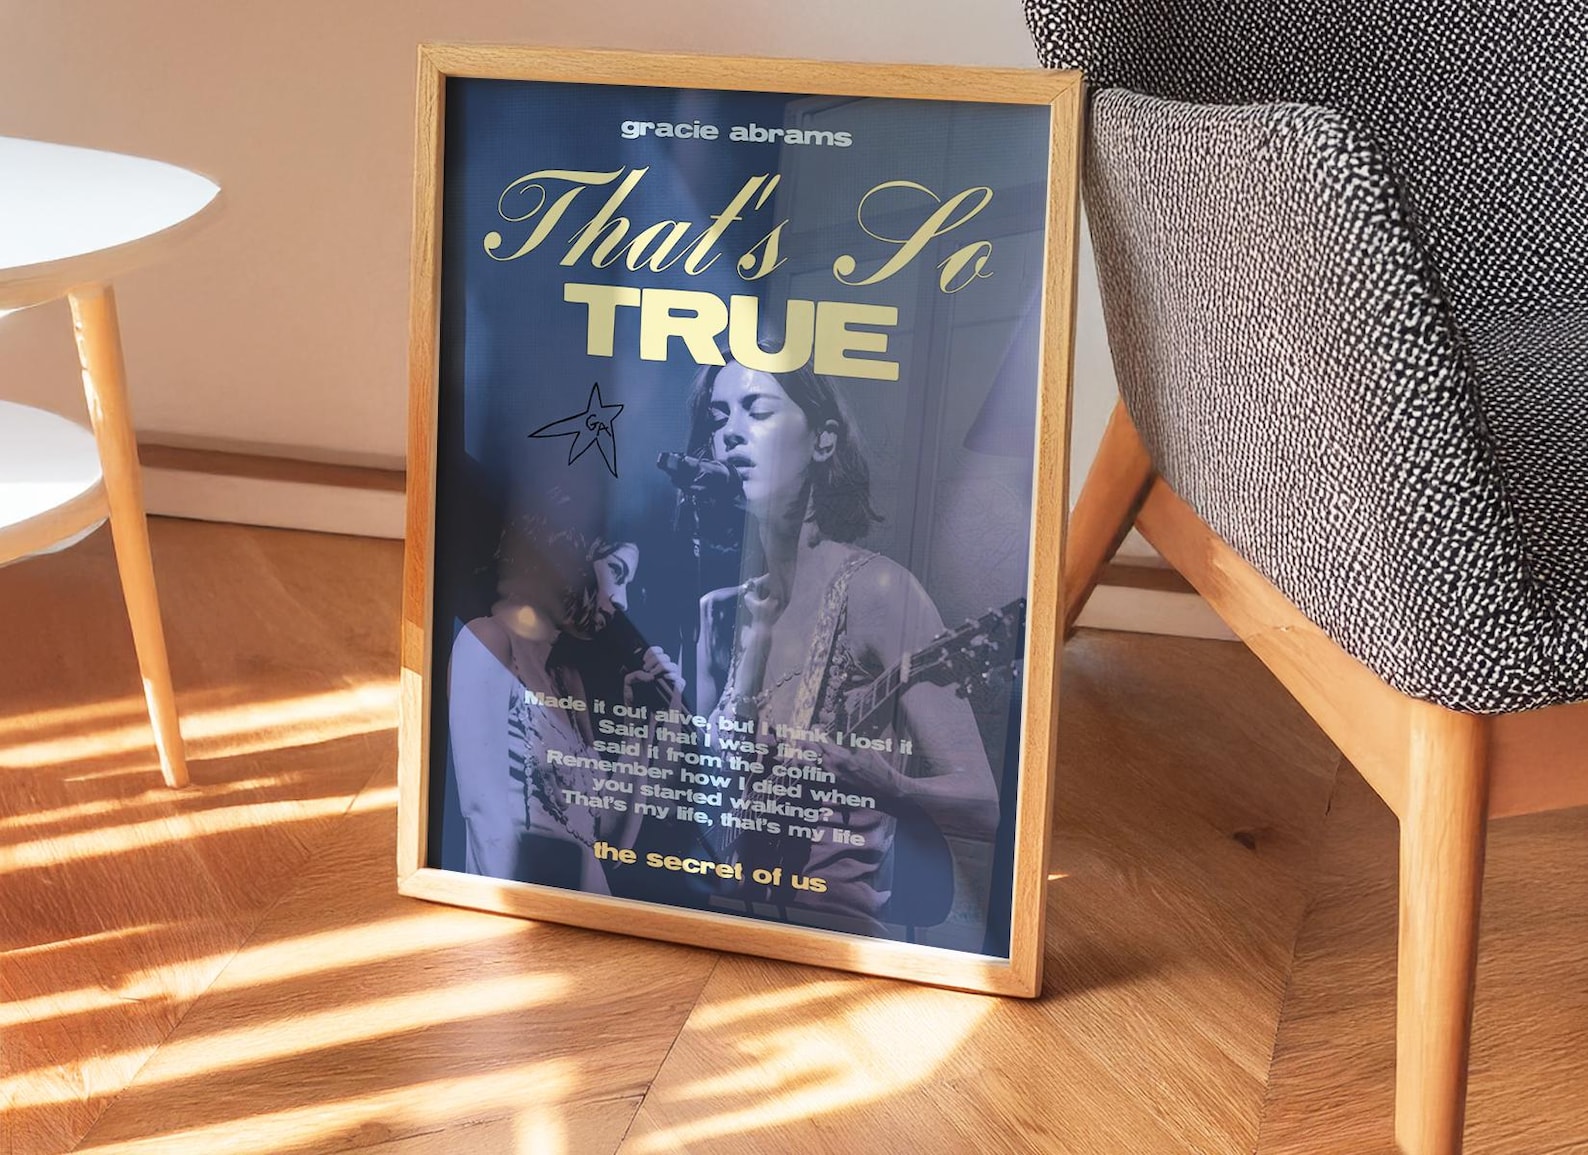 gracie abrams
That's So
TRUE
GA
Made it out alive, but I think I lost it
Said that I was fine,
said it from the coffin
Remember how I died when
you started walking?
That's my life, that's my life
the secret of us